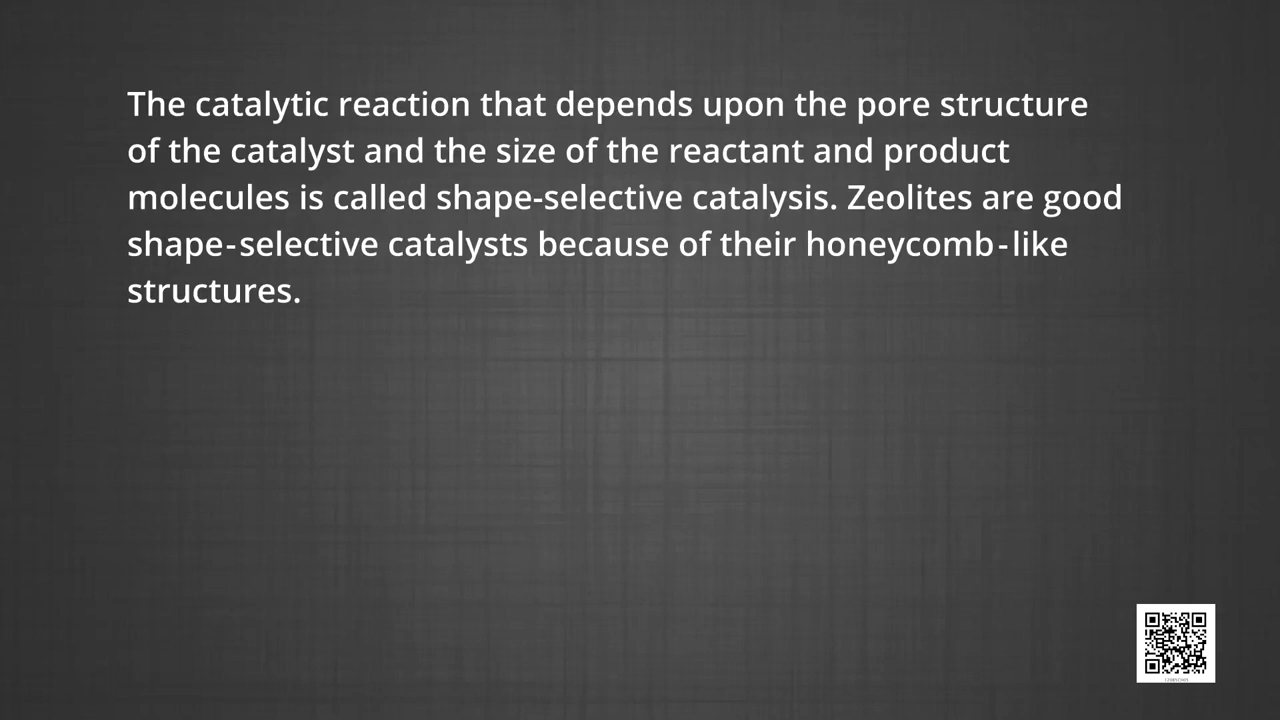 The catalytic reaction that depends upon the pore structure
of the catalyst and the size of the reactant and product
molecules is called shape-selective catalysis. Zeolites are good
shape-selective catalysts because of their honeycomb-like
structures.